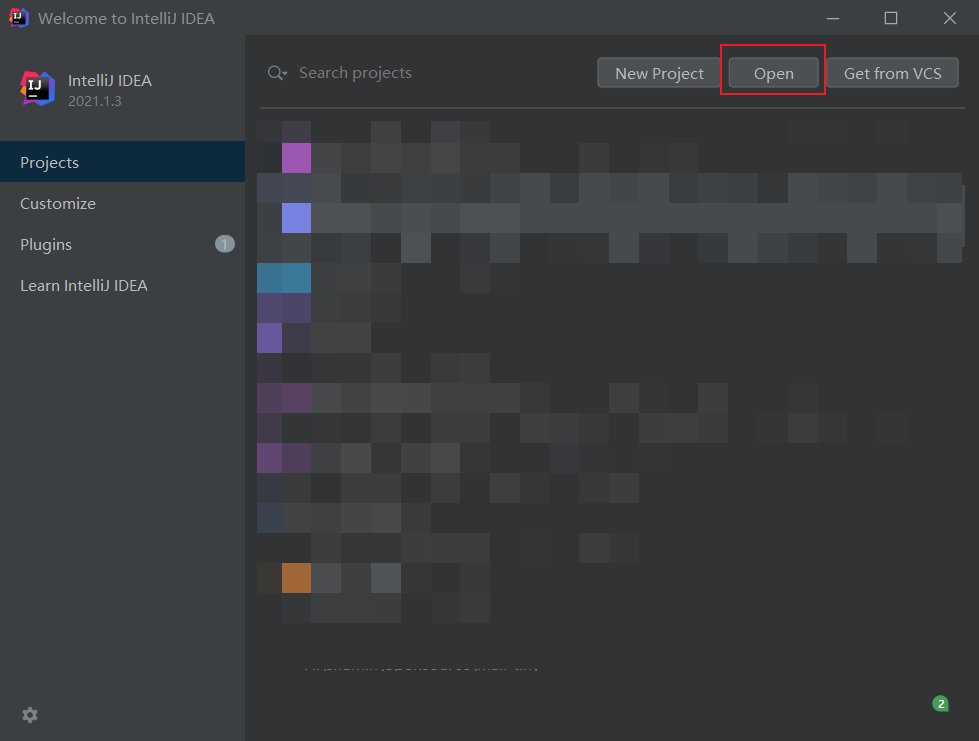 Welcome to IntelliJ IDEA
IntelliJ IDEA
2021.1.3
Search projects
New Project
Open
Get from VCS
Projects
Customize
Plugins
1
Learn IntelliJ IDEA
2